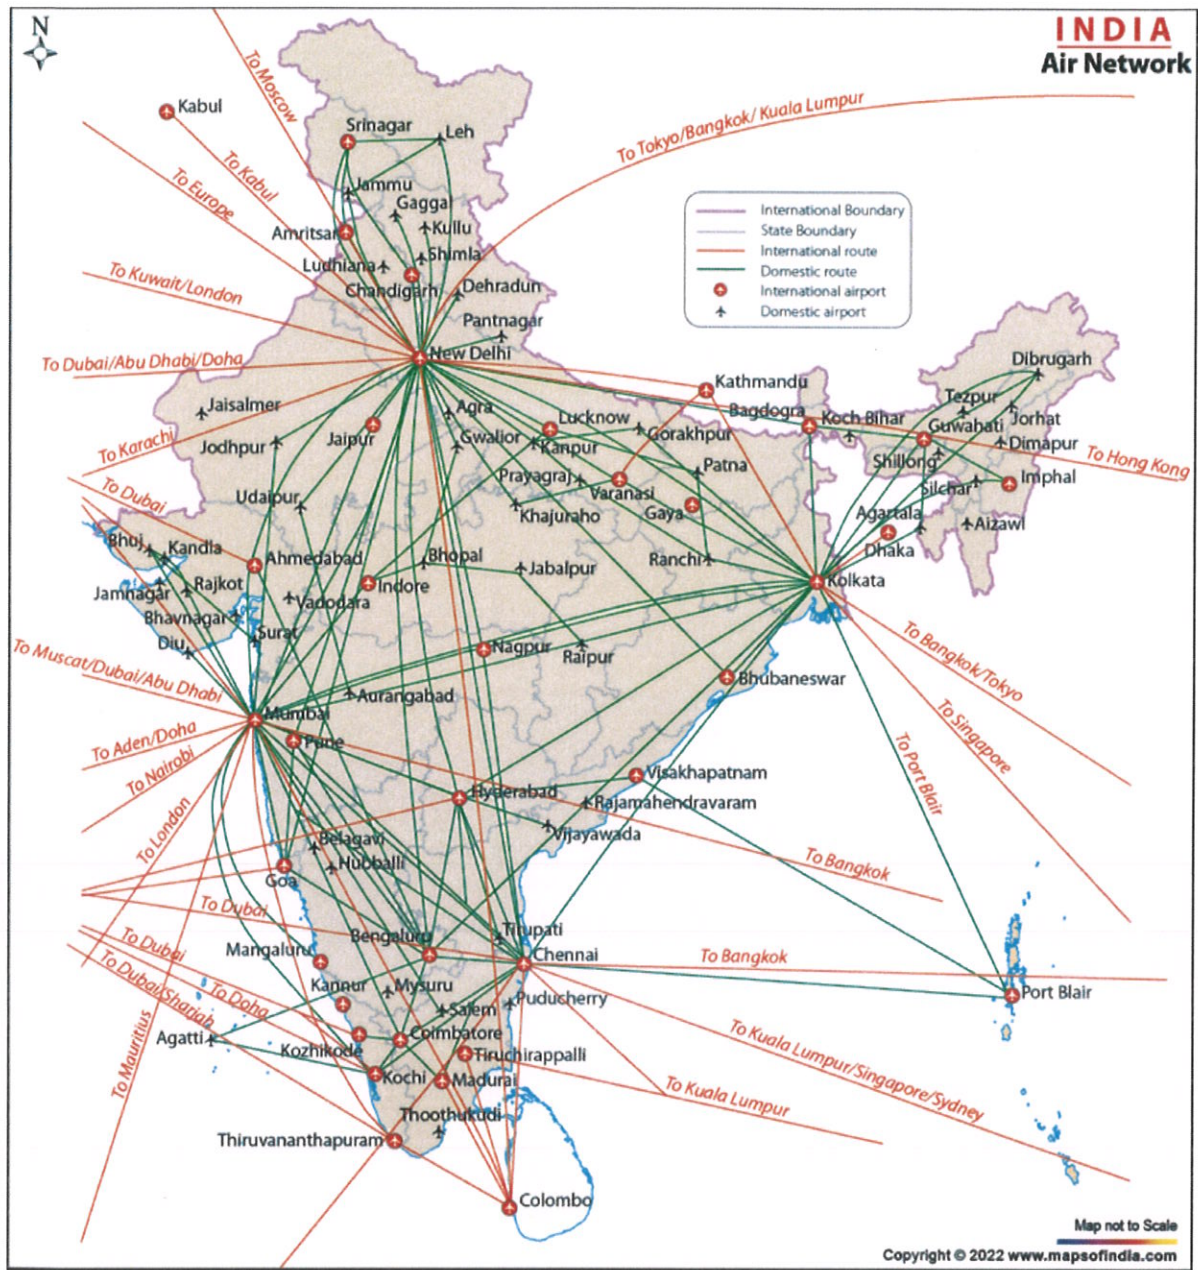 N
INDIA
Air Network
To Moscow
Kabul
To Tokyo/Bangkok/ Kuala Lumpur
Srinagar
Leh
To Kabul
To Europe
Jammu
Gaggal
International Boundary
Kullu
State Boundary
Amritsar
International route
Shimla
Ludhiana
Domestic route
To Kuwait/London
Chandigarh
Dehradun
International airport
Domestic airport
Pantnagar
New Delhi
To Dubai/Abu Dhabi/Doha
Dibrugarh
Kathmandu
Tezpur
Jaisalmer
Agra
Lucknow
Bagdogra
Koch Bihar
Jorhat
Guwahati
Jodhpur
Jaipur
Gwalior
Kanpur
Gorakhpur
Dimapur
To Karachi
Shillong
To Hong Kong
Patna
Prayagraj
Varanasi
Silchar
Imphal
To Dubai
Udaipur
Khajuraho
Gaya
Agartala
Aizawl
Bhuj
Kandla
Dhaka
Ahmedabad
Bhopal
Ranchi
Jabalpur
Kolkata
Jamnagar
Rajkot
Indore
Vadodara
Bhavnagar
Surat
Diu
Nagpur
Raipur
To Bangkok/Tokyo
To Muscat/Dubai/Abu Dhabi
Bhubaneswar
Aurangabad
Mumbai
To Singapore
Pune
To Aden/Doha
To Port Blair
To Nairobi
Visakhapatnam
Hyderabad
Rajamahendravaram
To London
Vijayawada
Belagavi
Hubballi
To Bangkok
Goa
To Dubai
Tirupati
Bengaluru
To Dubai
Mangaluru
Chennai
To Bangkok
To Dubai/Sharjah
Kannur
Mysuru
Port Blair
To Doha
Puducherry
Salem
Agatti
Coimbatore
Kozhikode
Tiruchirappalli
To Kuala Lumpur/Singapore/Sydney
To Mauritius
Kochi
Madurai
To Kuala Lumpur
Thoothukudi
Thiruvananthapuram
Colombo
Map not to Scale
Copyright © 2022 www.mapsofindia.com